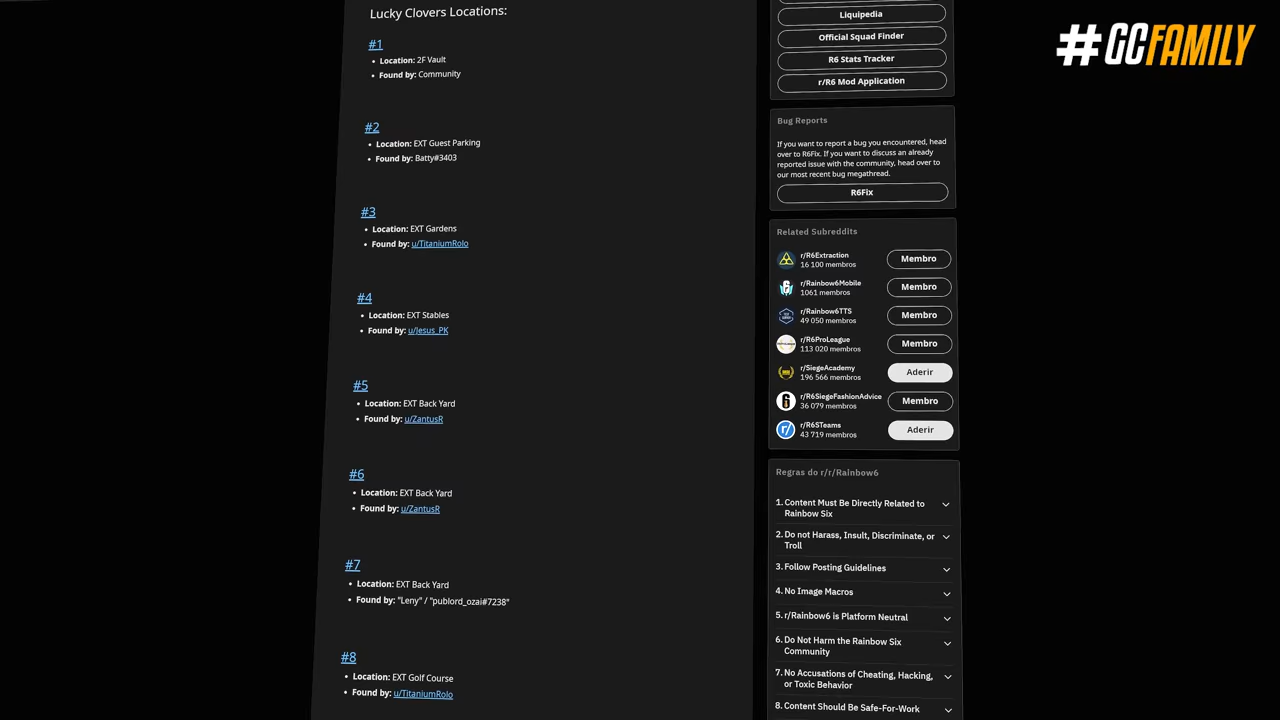 #GCFAMILY
Lucky Clovers Locations:
#1
Location: 2F Vault
Found by: Community
#2
Location: EXT Guest Parking
Found by: Batty#3403
#3
Location: EXT Gardens
Found by: u/TitaniumRolo
#4
Location: EXT Stables
Found by: u/Jesus_PK
#5
Location: EXT Back Yard
Found by: u/ZantusR
#6
Location: EXT Back Yard
Found by: u/ZantusR
#7
Location: EXT Back Yard
Found by: "Leny" / "publord_ozai#7238"
#8
Location: EXT Golf Course
Found by: u/TitaniumRolo
Liquipedia
Official Squad Finder
R6 Stats Tracker
r/R6 Mod Application
Bug Reports
If you want to report a bug you encountered, head
over to R6Fix. If you want to discuss an already
reported issue with the community, head over to
our most recent bug megathread.
R6Fix
Related Subreddits
r/R6Extraction
16 100 membros
Membro
r/Rainbow6Mobile
1061 membros
Membro
r/Rainbow6TTS
49 050 membros
Membro
r/R6ProLeague
113 020 membros
Membro
r/SiegeAcademy
196 566 membros
Aderir
r/R6SiegeFashionAdvice
36 079 membros
Membro
r/R6STeams
43 719 membros
Aderir
Regras do r/r/Rainbow6
1. Content Must Be Directly Related to
Rainbow Six
2. Do not Harass, Insult, Discriminate, or
Troll
3. Follow Posting Guidelines
4. No Image Macros
5. r/Rainbow6 is Platform Neutral
6. Do Not Harm the Rainbow Six
Community
7. No Accusations of Cheating, Hacking,
or Toxic Behavior
8. Content Should Be Safe-For-Work